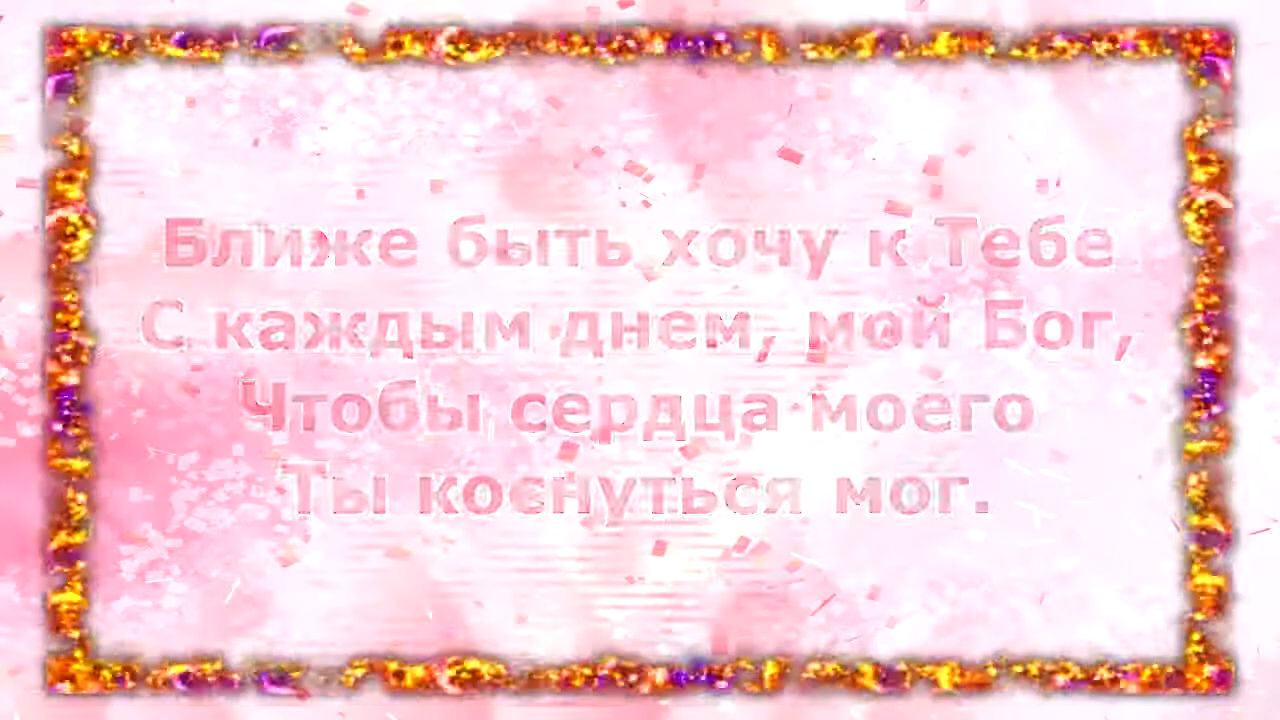 Ближе быть хочу к Тебе
С каждым днем, мой Бог,
Чтобы сердца моего
Ты коснуться мог.